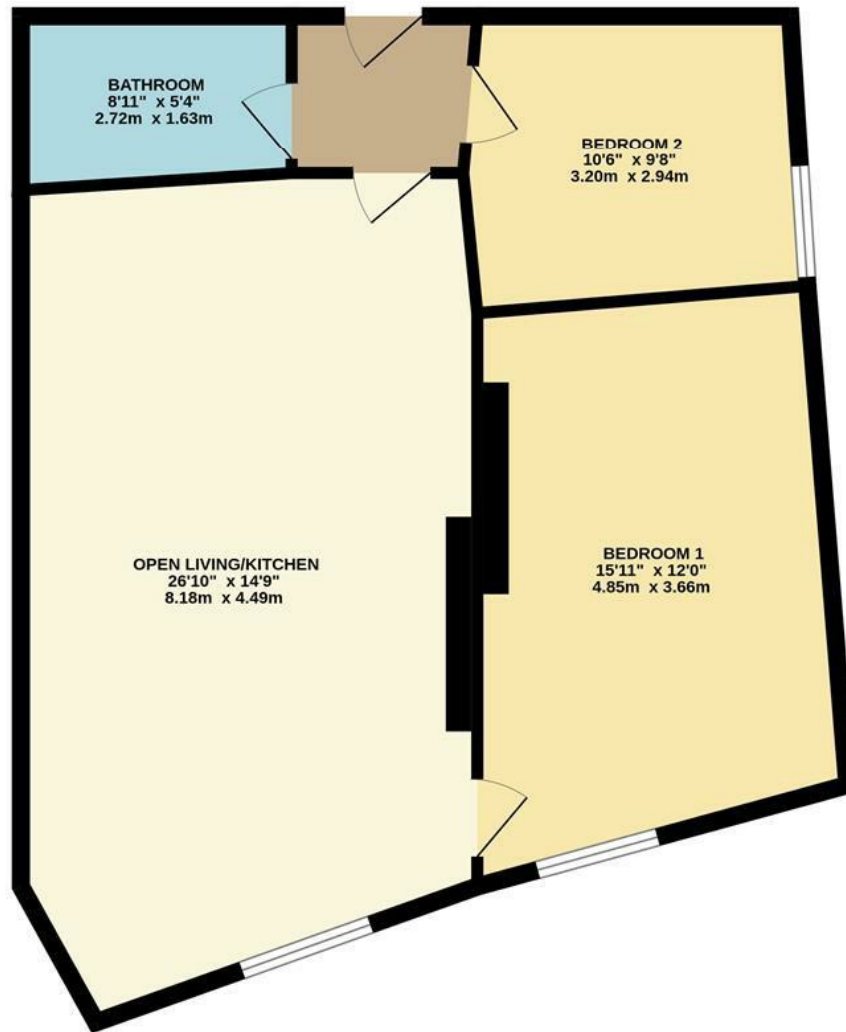 BATHROOM
8'11" x 5'4"
2.72m x 1.63m
BEDROOM 2
10'6" x 9'8"
3.20m x 2.94m
OPEN LIVING/KITCHEN
26'10" x 14'9"
8.18m x 4.49m
BEDROOM 1
15'11" x 12'0"
4.85m x 3.66m